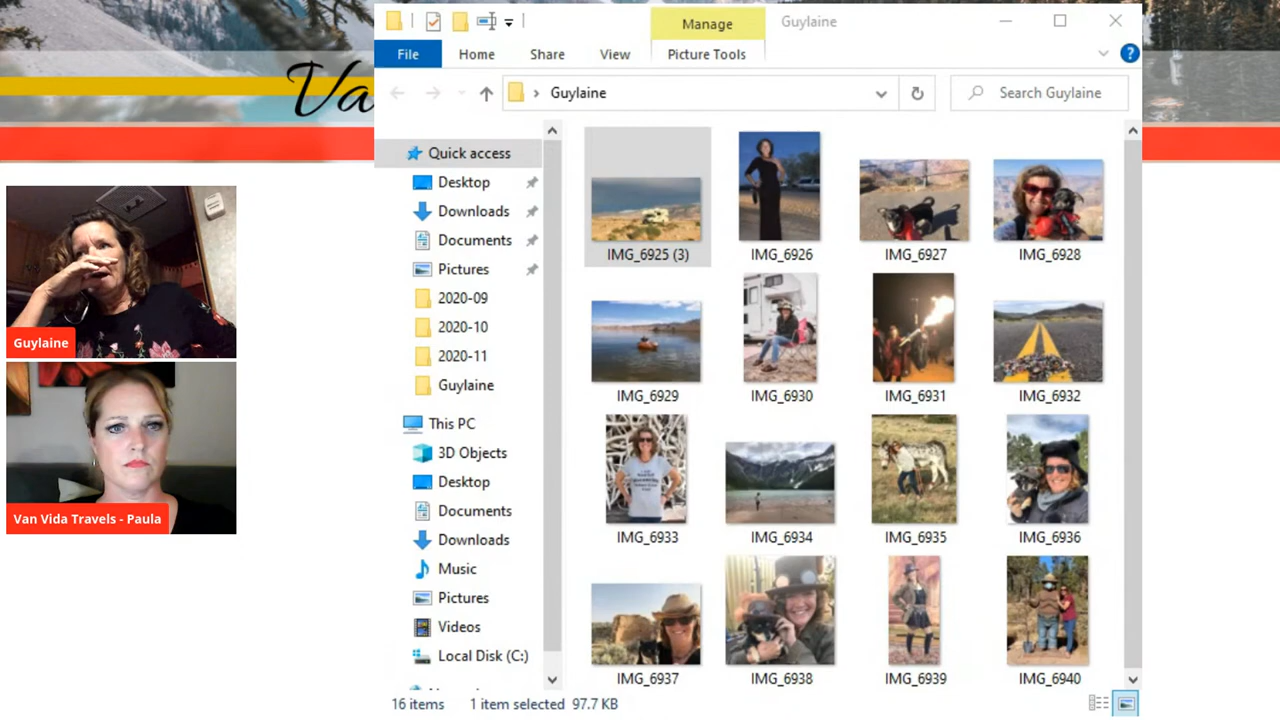 Manage
Guylaine
File
Home
Share
View
Picture Tools
Va
Guylaine
Search Guylaine
Quick access
Desktop
Downloads
Documents
Pictures
2020-09
2020-10
2020-11
Guylaine
This PC
3D Objects
Desktop
Documents
Downloads
Music
Pictures
Videos
Local Disk (C:)
IMG_6925 (3)
IMG_6926
IMG_6927
IMG_6928
IMG_6929
IMG_6930
IMG_6931
IMG_6932
IMG_6933
IMG_6934
IMG_6935
IMG_6936
IMG_6937
IMG_6938
IMG_6939
IMG_6940
16 items
1 item selected 97.7 KB
Guylaine
Van Vida Travels - Paula